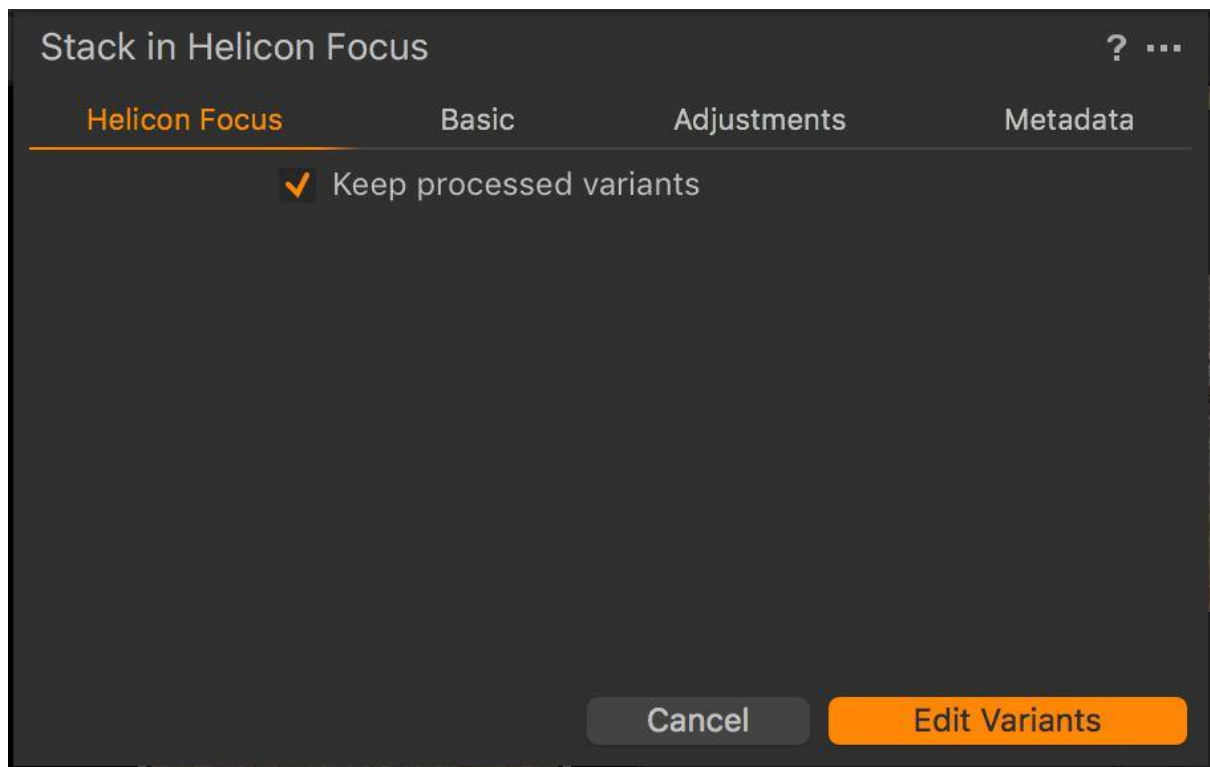 Stack in Helicon Focus ? ...
Helicon Focus Basic Adjustments Metadata
Keep processed variants
Cancel Edit Variants